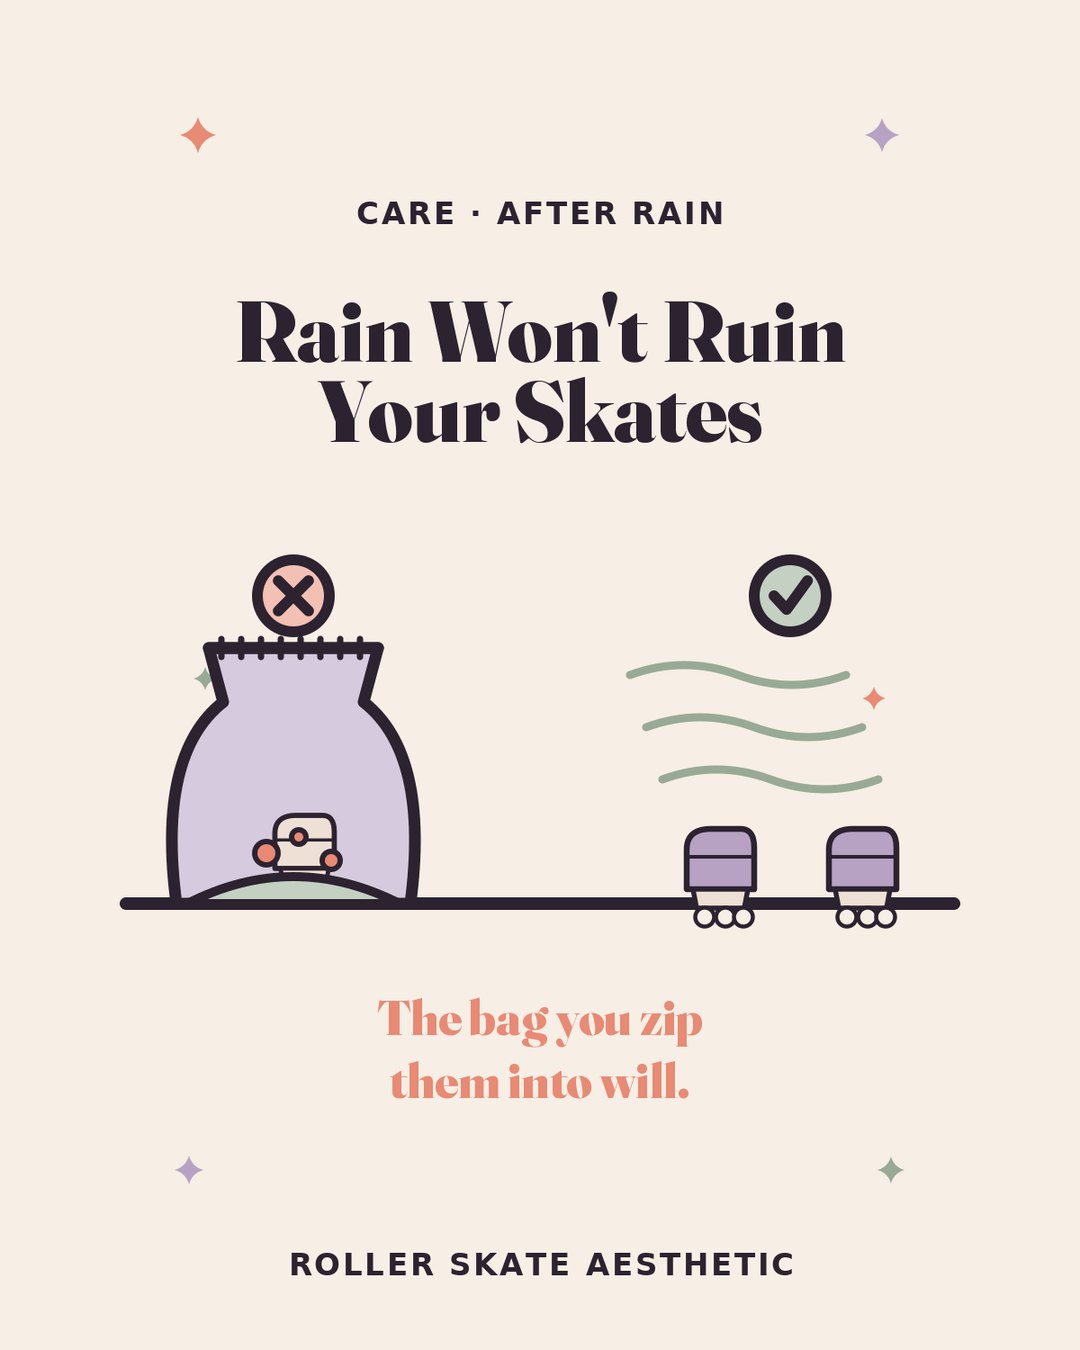 CARE · AFTER RAIN
Rain Won't Ruin
Your Skates
The bag you zip
them into will.
ROLLER SKATE AESTHETIC